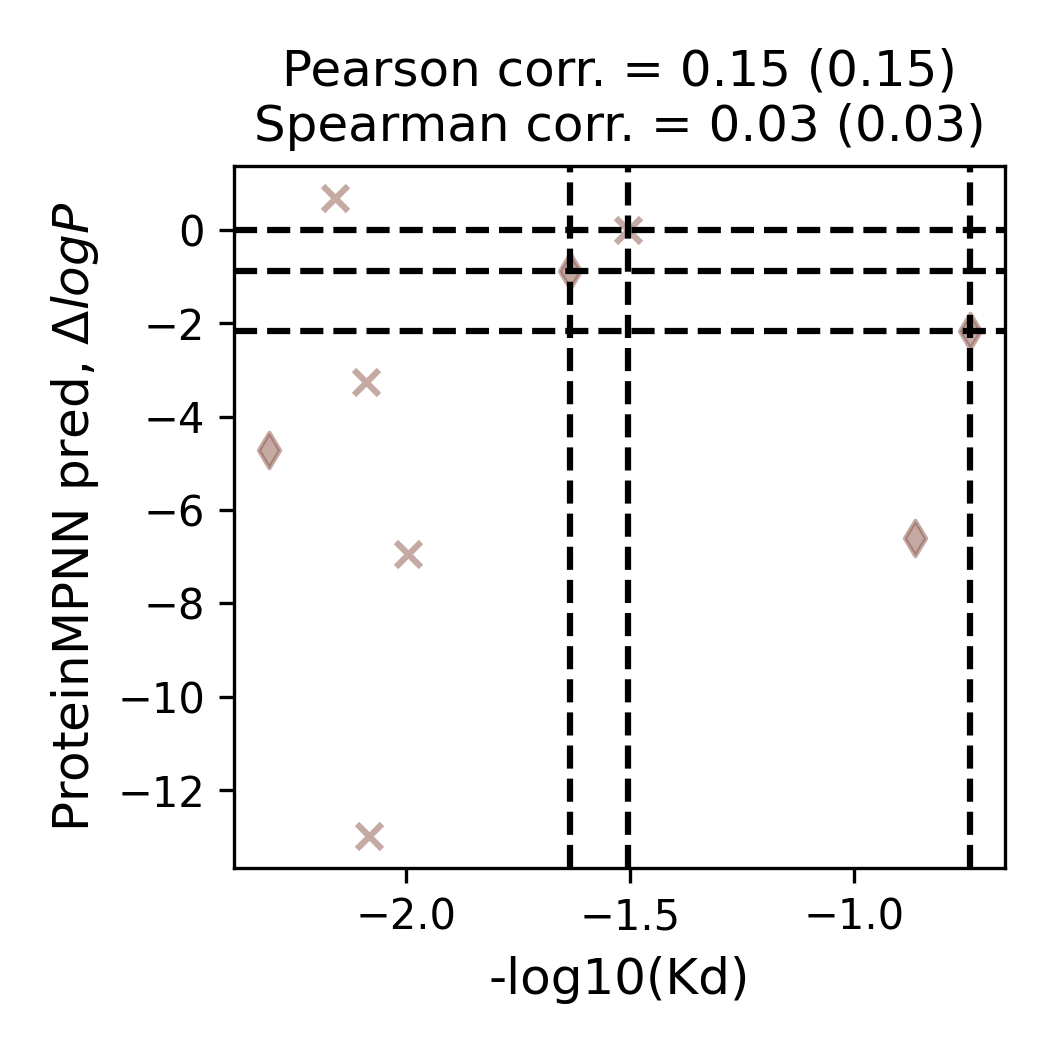 Pearson corr. = 0.15 (0.15)
Spearman corr. = 0.03 (0.03)
ProteinMPNN pred, ΔlogP
0
−2
−4
−6
−8
−10
−12
−2.0
−1.5
−1.0
-log10(Kd)